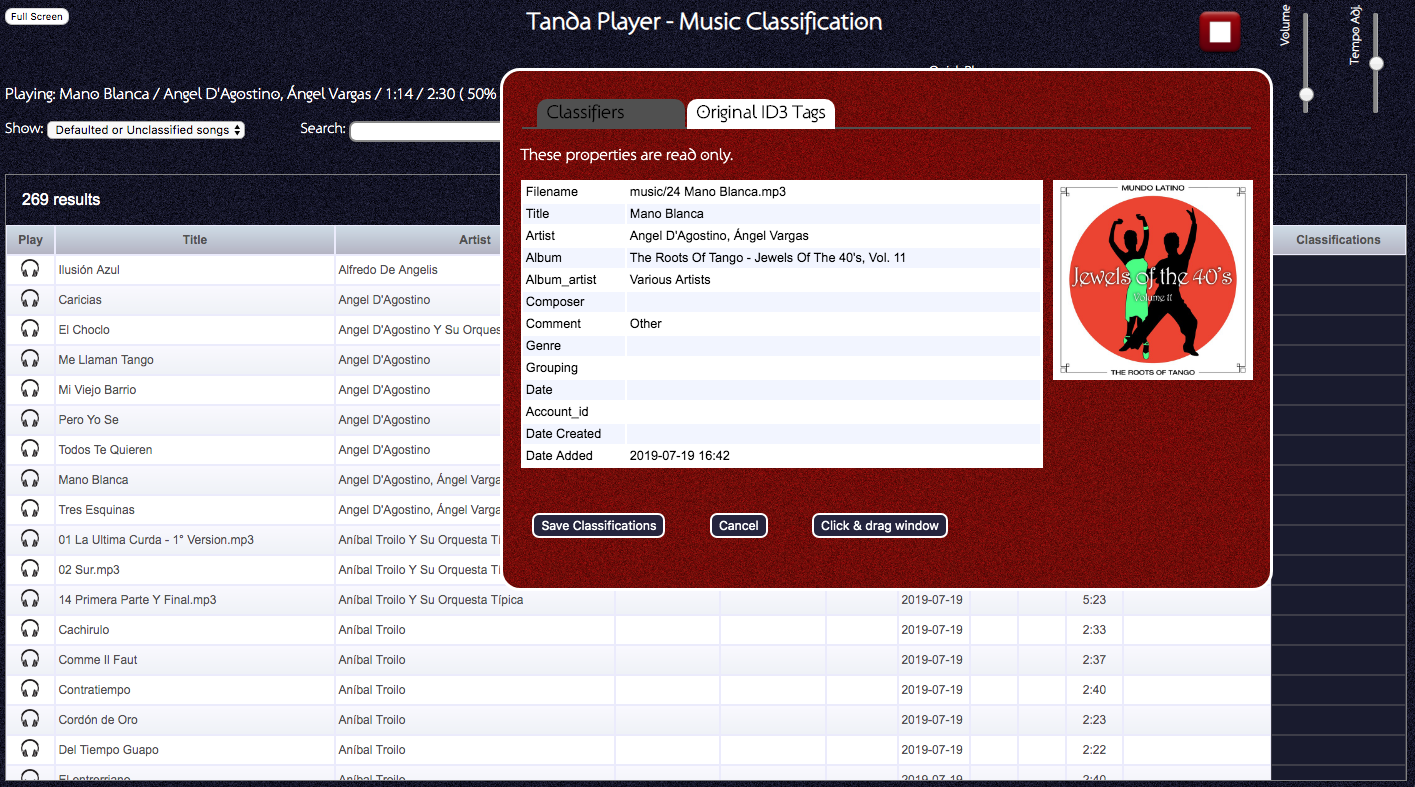 Full Screen
Tanda Player - Music Classification
Volume
Tempo Adj.
Playing: Mano Blanca / Angel D'Agostino, Ángel Vargas / 1:14 / 2:30 ( 50%
Show: Defaulted or Unclassified songs Search:
269 results
Play Title Artist Classifications
Ilusión Azul Alfredo De Angelis
Caricias Angel D'Agostino
El Choclo Angel D'Agostino Y Su Orques
Me Llaman Tango Angel D'Agostino
Mi Viejo Barrio Angel D'Agostino
Pero Yo Se Angel D'Agostino
Todos Te Quieren Angel D'Agostino
Mano Blanca Angel D'Agostino, Ángel Varga
Tres Esquinas Angel D'Agostino, Ángel Varga
01 La Ultima Curda - 1° Version.mp3 Aníbal Troilo Y Su Orquesta Tí
02 Sur.mp3 Aníbal Troilo Y Su Orquesta Tí
14 Primera Parte Y Final.mp3 Aníbal Troilo Y Su Orquesta Típica 2019-07-19 5:23
Cachirulo Aníbal Troilo 2019-07-19 2:33
Comme Il Faut Aníbal Troilo 2019-07-19 2:37
Contratiempo Aníbal Troilo 2019-07-19 2:40
Cordón de Oro Aníbal Troilo 2019-07-19 2:23
Del Tiempo Guapo Aníbal Troilo 2019-07-19 2:22
El entrerriano Aníbal Troilo 2019-07-19 2:40
Classifiers Original ID3 Tags
These properties are read only.
Filename music/24 Mano Blanca.mp3
Title Mano Blanca
Artist Angel D'Agostino, Ángel Vargas
Album The Roots Of Tango - Jewels Of The 40's, Vol. 11
Album_artist Various Artists
Composer
Comment Other
Genre
Grouping
Date
Account_id
Date Created
Date Added 2019-07-19 16:42
MUNDO LATINO
Jewels of the 40's
Volume 11
THE ROOTS OF TANGO
Save Classifications Cancel Click & drag window